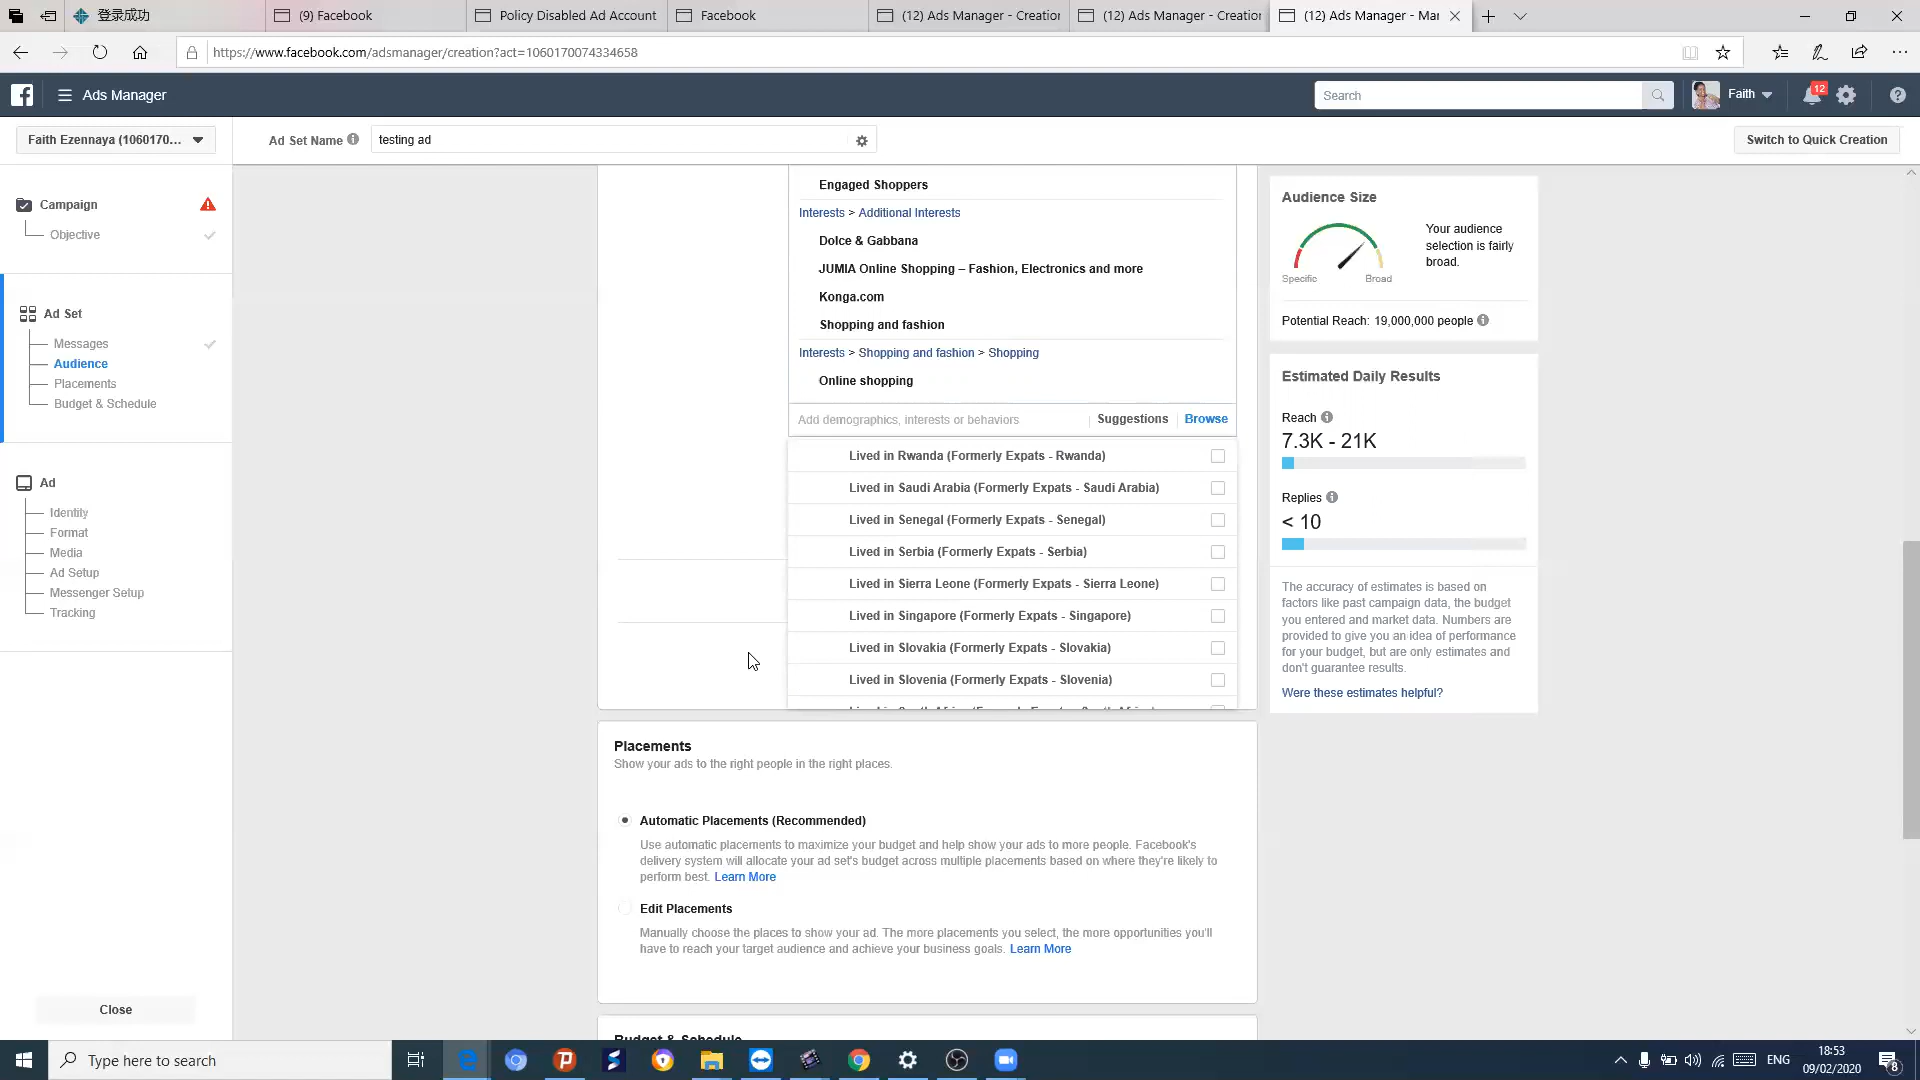 登录成功
(9) Facebook
Policy Disabled Ad Account
Facebook
(12) Ads Manager - Creation
(12) Ads Manager - Creation
(12) Ads Manager - Mar
https://www.facebook.com/adsmanager/creation?act=1060170074334658
Ads Manager
Search
Faith
12
Faith Ezennaya (1060170...
Ad Set Name
testing ad
Switch to Quick Creation
Campaign
Objective
Ad Set
Messages
Audience
Placements
Budget & Schedule
Ad
Identity
Format
Media
Ad Setup
Messenger Setup
Tracking
Close
Engaged Shoppers
Interests > Additional Interests
Dolce & Gabbana
JUMIA Online Shopping – Fashion, Electronics and more
Konga.com
Shopping and fashion
Interests > Shopping and fashion > Shopping
Online shopping
Add demographics, interests or behaviors
Suggestions
Browse
Lived in Rwanda (Formerly Expats - Rwanda)
Lived in Saudi Arabia (Formerly Expats - Saudi Arabia)
Lived in Senegal (Formerly Expats - Senegal)
Lived in Serbia (Formerly Expats - Serbia)
Lived in Sierra Leone (Formerly Expats - Sierra Leone)
Lived in Singapore (Formerly Expats - Singapore)
Lived in Slovakia (Formerly Expats - Slovakia)
Lived in Slovenia (Formerly Expats - Slovenia)
Placements
Show your ads to the right people in the right places.
Automatic Placements (Recommended)
Use automatic placements to maximize your budget and help show your ads to more people. Facebook's
delivery system will allocate your ad set's budget across multiple placements based on where they're likely to
perform best. Learn More
Edit Placements
Manually choose the places to show your ad. The more placements you select, the more opportunities you'll
have to reach your target audience and achieve your business goals. Learn More
Budget & Schedule
Audience Size
Your audience
selection is fairly
broad.
Specific
Broad
Potential Reach: 19,000,000 people
Estimated Daily Results
Reach
7.3K - 21K
Replies
< 10
The accuracy of estimates is based on
factors like past campaign data, the budget
you entered and market data. Numbers are
provided to give you an idea of performance
for your budget, but are only estimates and
don't guarantee results.
Were these estimates helpful?
Type here to search
ENG
18:53
09/02/2020
8